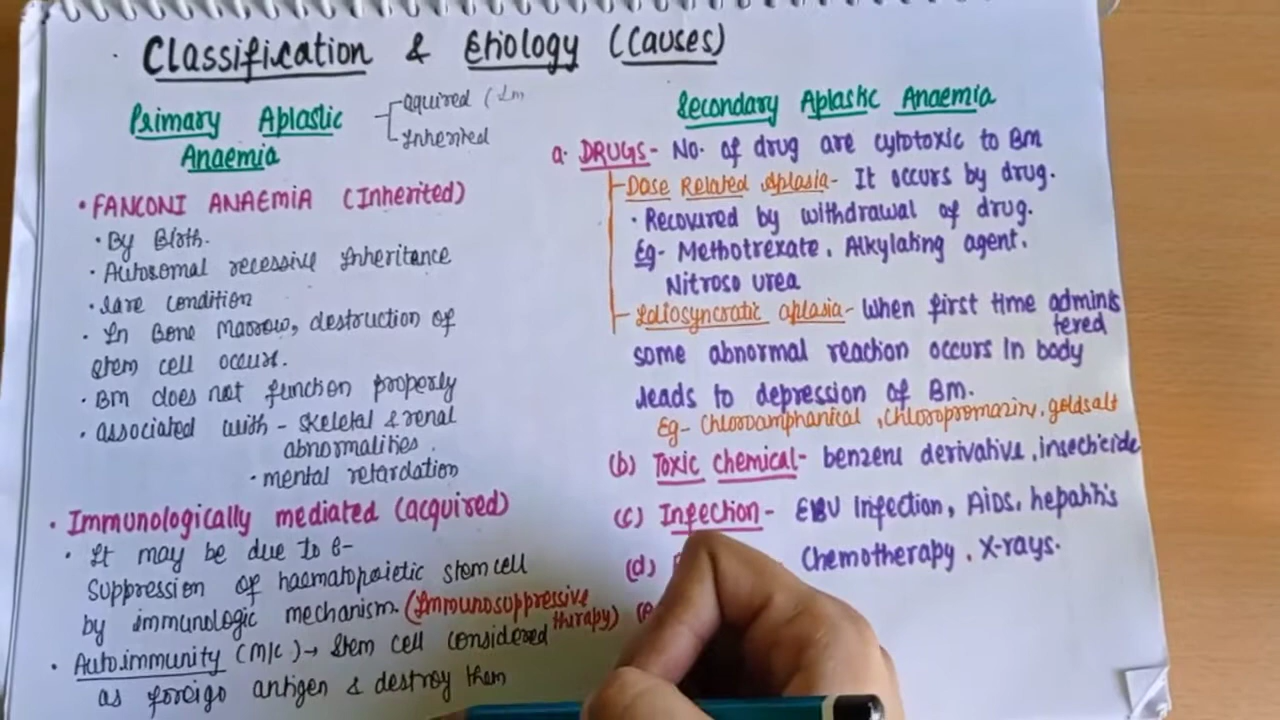 Classification & Etiology (Causes)
Primary Aplastic
Anaemia
Aquired (Im
Inherited
• FANCONI ANAEMIA (Inherited)
• By Birth.
• Autosomal recessive Inheritance
• rare condition
• In Bone Marrow, destruction of
stem cell occurs.
• BM does not function properly
• Associated with - skeletal & renal
abnormalities.
• mental retardation
• Immunologically mediated (acquired)
• It may be due to :-
Suppression of haematopoietic stem cell
by immunologic mechanism. (Immunosuppressive
therapy)
• Autoimmunity (M/C) → stem cell considered
as foreign antigen & destroy them
Secondary Aplastic Anaemia
a. DRUGS - No. of drug are cytotoxic to BM
Dose Related Aplasia - It occurs by drug.
• Recovured by withdrawal of drug.
Eg - Methotrexate, Alkylating agent,
Nitroso urea
Idiosyncratic aplasia - When first time adminis
tered
some abnormal reaction occurs in body
leads to depression of BM.
Eg - Chloroamphanical, Chloropromazine, gold salt
(b) Toxic Chemical - benzene derivative, insecticide
(c) Infection - EBV Infection, AIDS, hepatitis
(d) Chemotherapy, X-rays.